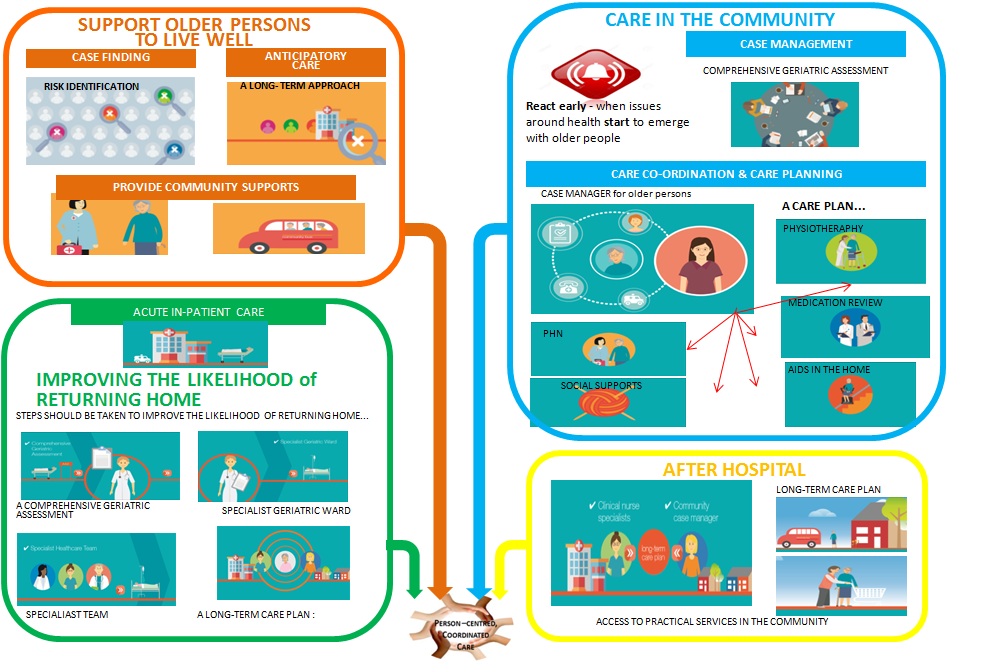 SUPPORT OLDER PERSONS
TO LIVE WELL
CASE FINDING
RISK IDENTIFICATION
ANTICIPATORY
CARE
A LONG- TERM APPROACH
PROVIDE COMMUNITY SUPPORTS
CARE IN THE COMMUNITY
CASE MANAGEMENT
COMPREHENSIVE GERIATRIC ASSESSMENT
React early - when issues
around health start to emerge
with older people
CARE CO-ORDINATION & CARE PLANNING
CASE MANAGER for older persons
A CARE PLAN...
PHYSIOTHERAPHY
MEDICATION REVIEW
PHN
AIDS IN THE HOME
SOCIAL SUPPORTS
ACUTE IN-PATIENT CARE
IMPROVING THE LIKELIHOOD of
RETURNING HOME
STEPS SHOULD BE TAKEN TO IMPROVE THE LIKELIHOOD OF RETURNING HOME...
✔ Comprehensive
Geriatric
Assessment
✔ Specialist Geriatric Ward
A COMPREHENSIVE GERIATRIC
ASSESSMENT
SPECIALIST GERIATRIC WARD
✔ Specialist Healthcare Team
SPECIALIAST TEAM
A LONG-TERM CARE PLAN :
AFTER HOSPITAL
✔ Clinical nurse
specialists
✔ Community
case manager
long-term
care plan
LONG-TERM CARE PLAN
ACCESS TO PRACTICAL SERVICES IN THE COMMUNITY
PERSON –CENTRED,
COORDINATED
CARE